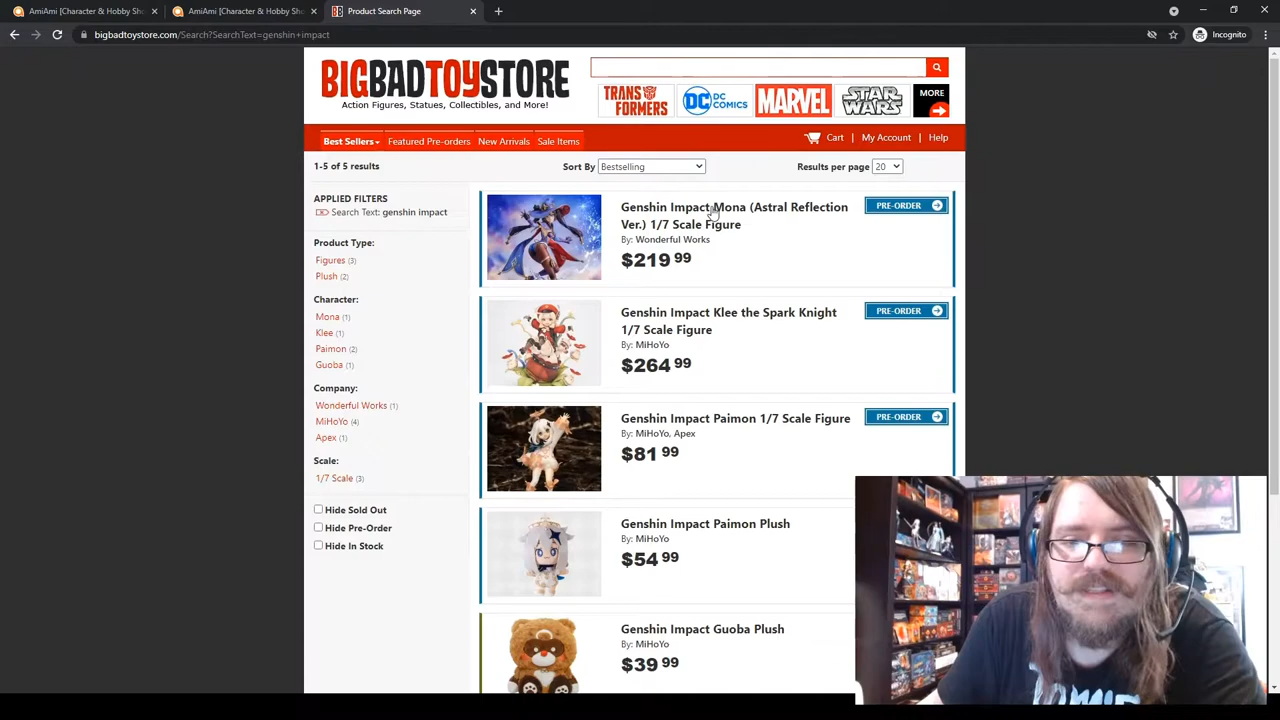 AmiAmi [Character & Hobby Sho
AmiAmi [Character & Hobby Sho
Product Search Page
Incognito
bigbadtoystore.com/Search?SearchText=genshin+impact
BIGBADTOYSTORE
Action Figures, Statues, Collectibles, and More!
TRANSFORMERS
DC DC COMICS
MARVEL
STAR WARS
MORE
Best Sellers
Featured Pre-orders
New Arrivals
Sale Items
Cart | My Account | Help
1-5 of 5 results
Sort By Bestselling
Results per page 20
APPLIED FILTERS
Search Text: genshin impact
Product Type:
Figures (3)
Plush (2)
Character:
Mona (1)
Klee (1)
Paimon (2)
Guoba (1)
Company:
Wonderful Works (1)
MiHoYo (4)
Apex (1)
Scale:
1/7 Scale (3)
Hide Sold Out
Hide Pre-Order
Hide In Stock
Genshin Impact Mona (Astral Reflection
Ver.) 1/7 Scale Figure
By: Wonderful Works
$219 99
PRE-ORDER
Genshin Impact Klee the Spark Knight
1/7 Scale Figure
By: MiHoYo
$264 99
PRE-ORDER
Genshin Impact Paimon 1/7 Scale Figure
By: MiHoYo, Apex
$81 99
PRE-ORDER
Genshin Impact Paimon Plush
By: MiHoYo
$54 99
Genshin Impact Guoba Plush
By: MiHoYo
$39 99